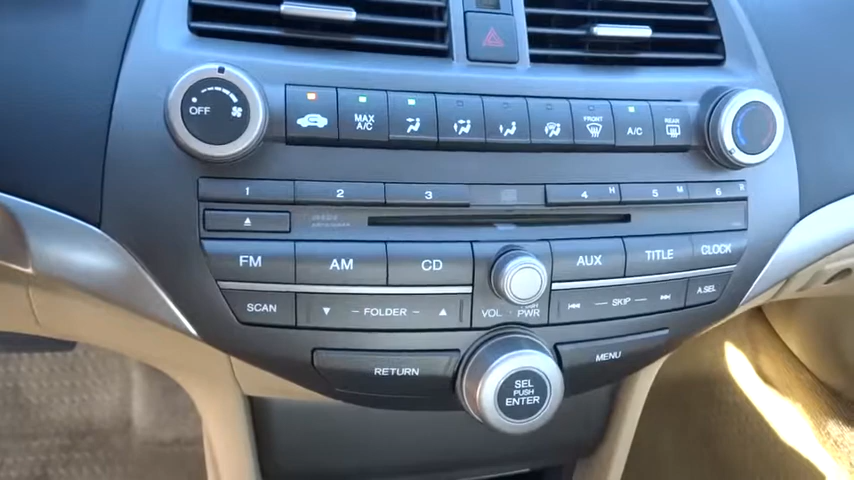 OFF
MAX
A/C
FRONT
A/C
REAR
1 2 3 4 H 5 M 6 R
FM AM CD AUX TITLE CLOCK
SCAN FOLDER VOL PUSH
PWR SKIP A.SEL
RETURN MENU
SEL
PUSH
ENTER